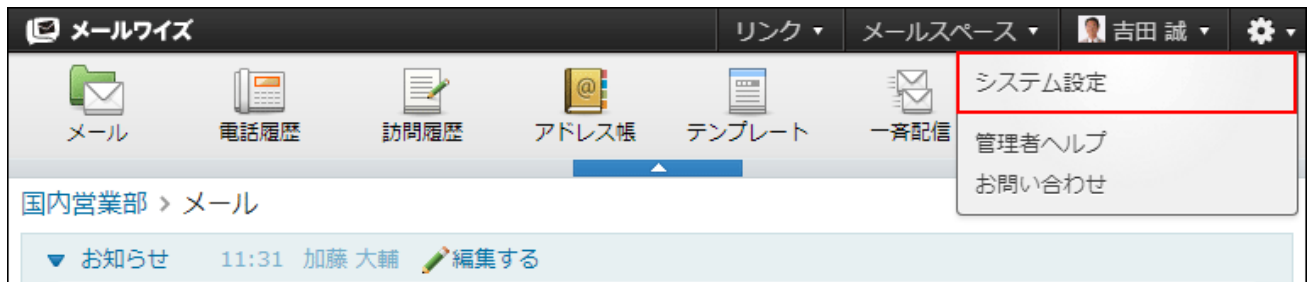 メールワイズ リンク ▼ メールスペース ▼ 吉田 誠 ▼
システム設定
メール 電話履歴 訪問履歴 アドレス帳 テンプレート 一斉配信
管理者ヘルプ
お問い合わせ
国内営業部 > メール
▼ お知らせ 11:31 加藤 大輔 編集する